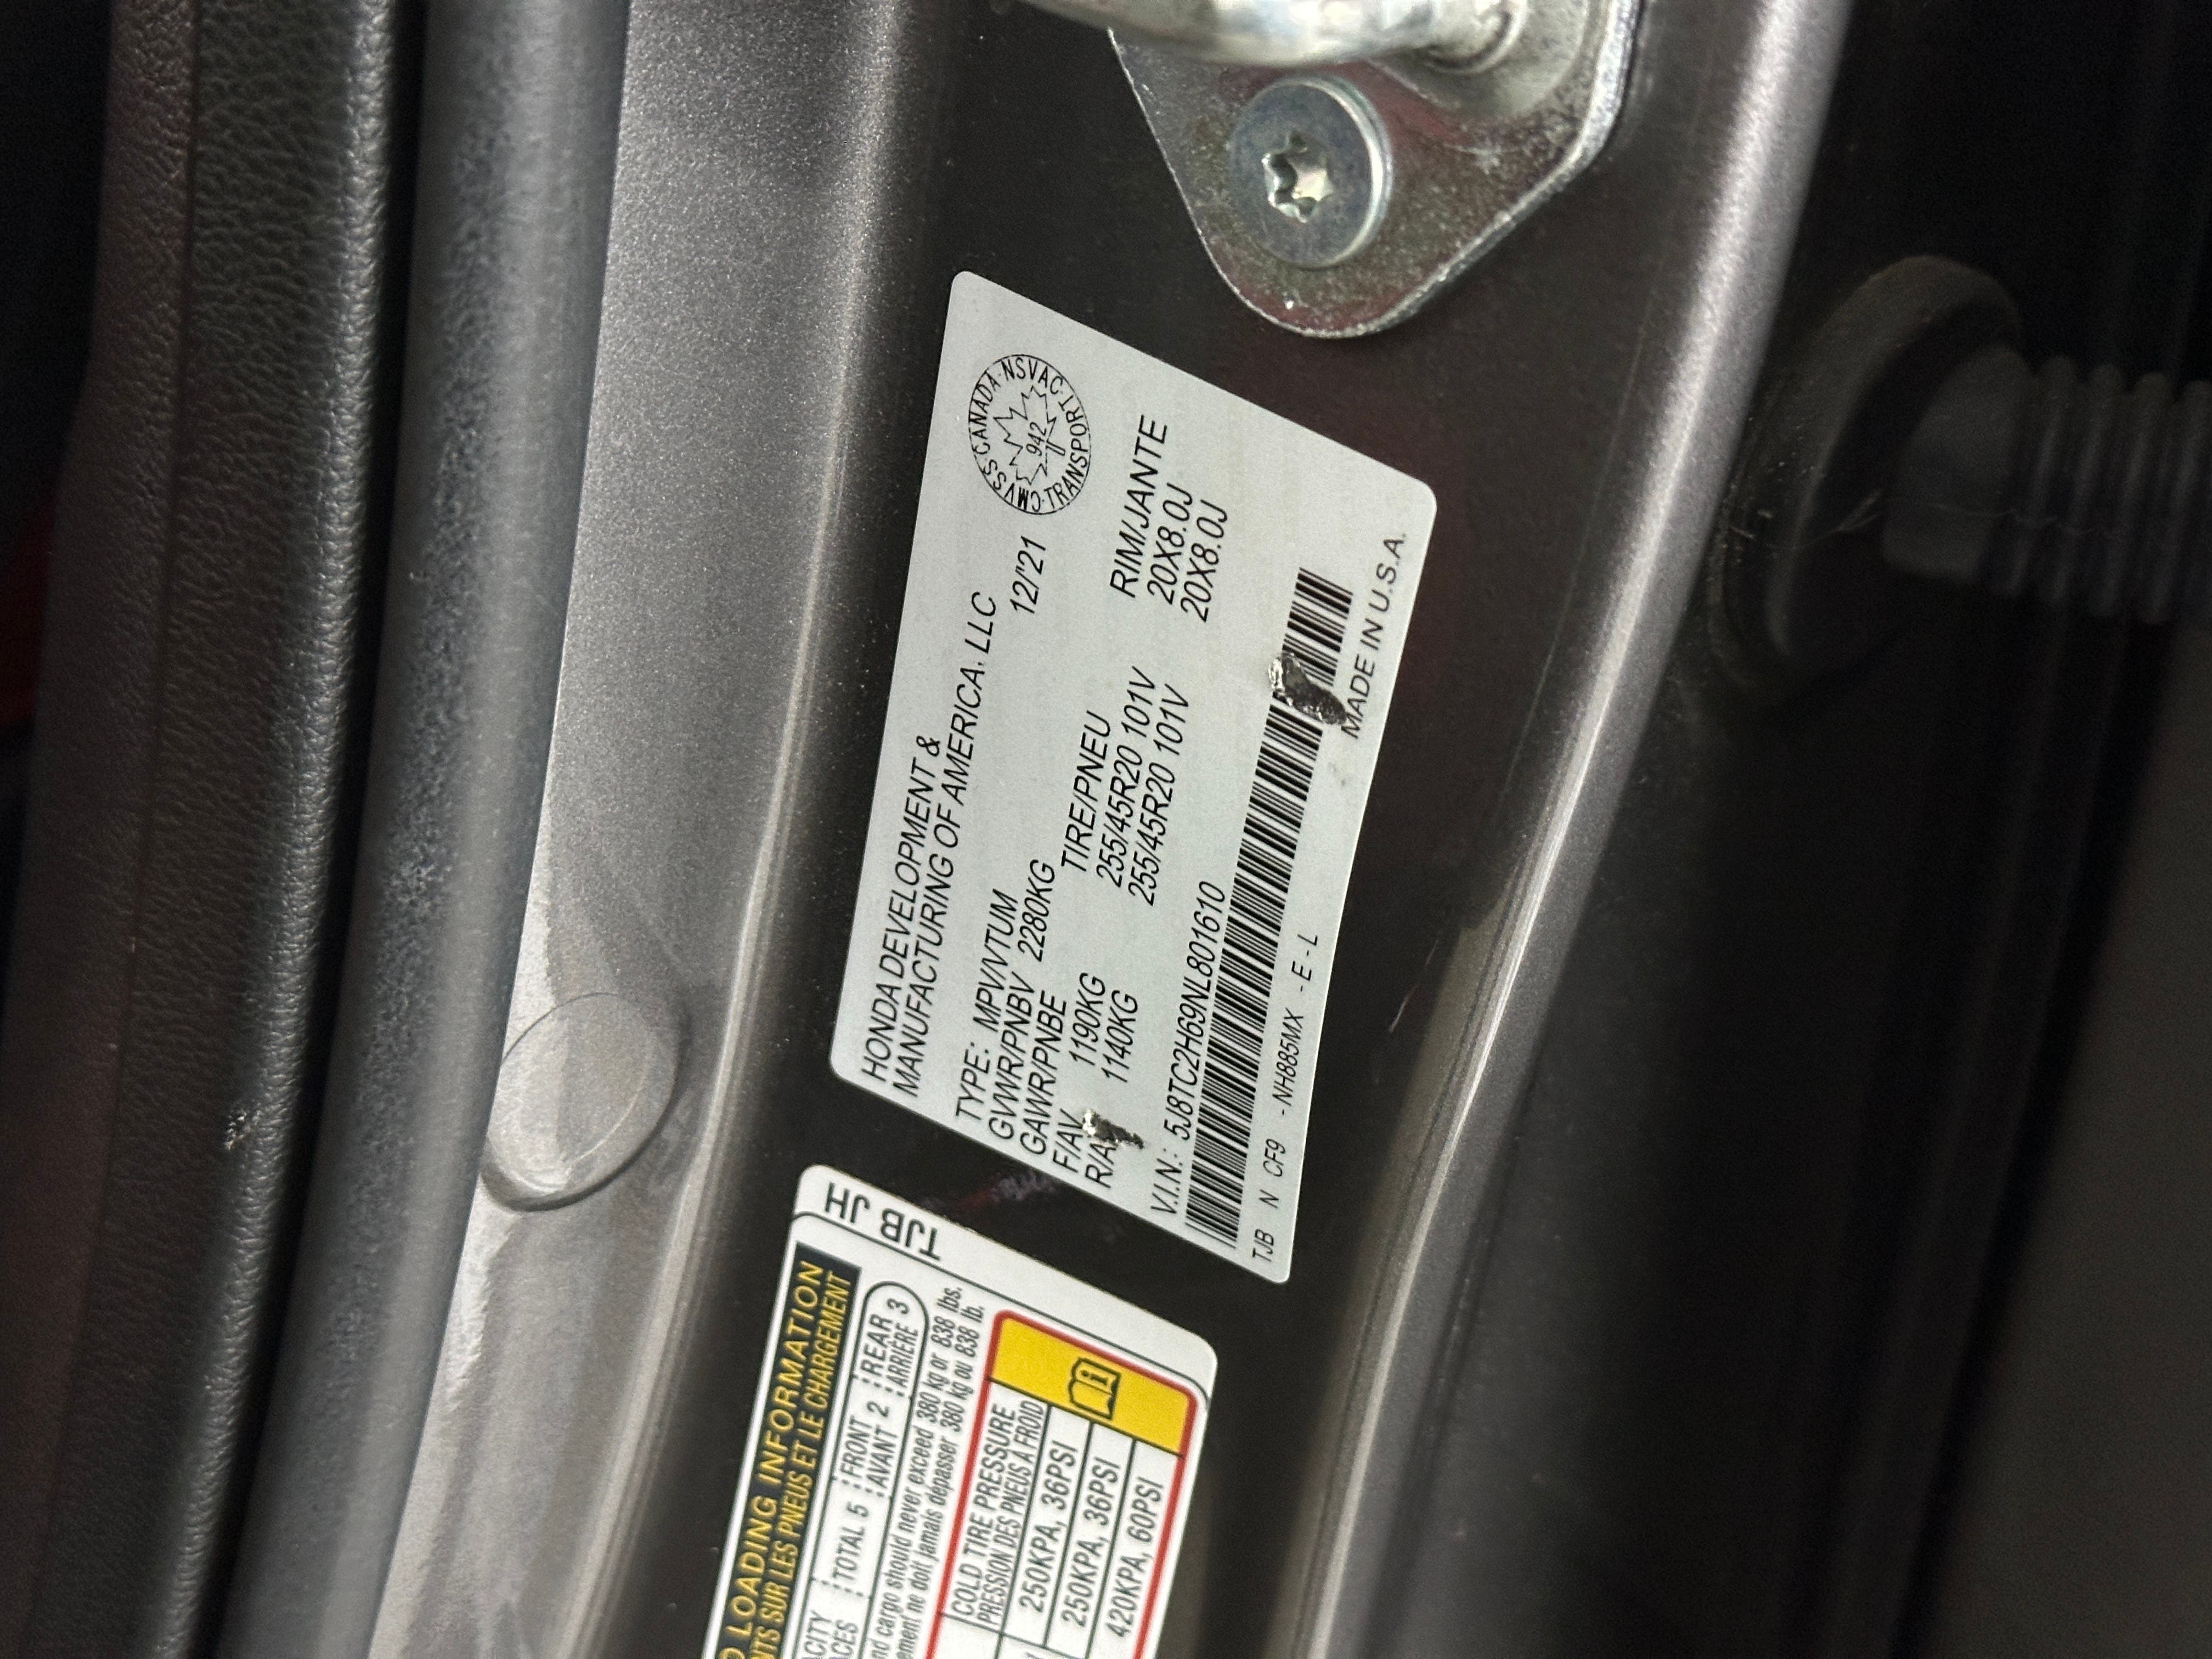 HONDA DEVELOPMENT &
MANUFACTURING OF AMERICA, LLC
12/'21
CMVSS·CANADA·NSVAC·TRANSPORT·
942
TYPE: MPV/VTUM
GVWR/PNBV 2280KG
GAWR/PNBE TIRE/PNEU RIM/JANTE
F/AV 1190KG 255/45R20 101V 20X8.0J
R/A 1140KG 255/45R20 101V 20X8.0J
V.I.N.: 5J8TC2H69NL801610
MADE IN U.S.A.
TJB N CF9 -NH885MX -E-L
TJB JH
LOADING INFORMATION
SUR LES PNEUS ET LE CHARGEMENT
TOTAL 5 FRONT 2 REAR 3
AVANT ARRIÈRE
cargo should never exceed 380 kg or 838 lbs.
ne doit jamais depasser 380 kg ou 838 lb.
COLD TIRE PRESSURE
PRESSION DES PNEUS A FROID
250KPA, 36PSI
250KPA, 36PSI
420KPA, 60PSI